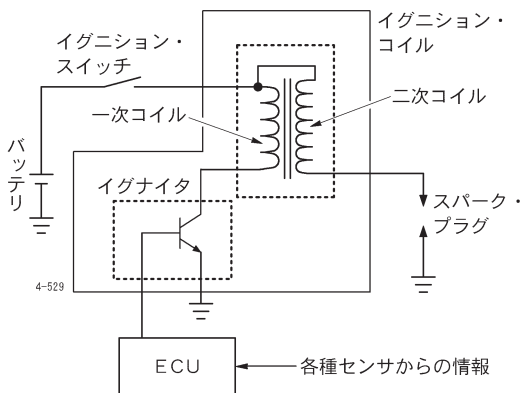 イグニション・
スイッチ
イグニション・
コイル
一次コイル
二次コイル
バッテリ
イグナイタ
スパーク・
プラグ
4-529
ECU
各種センサからの情報